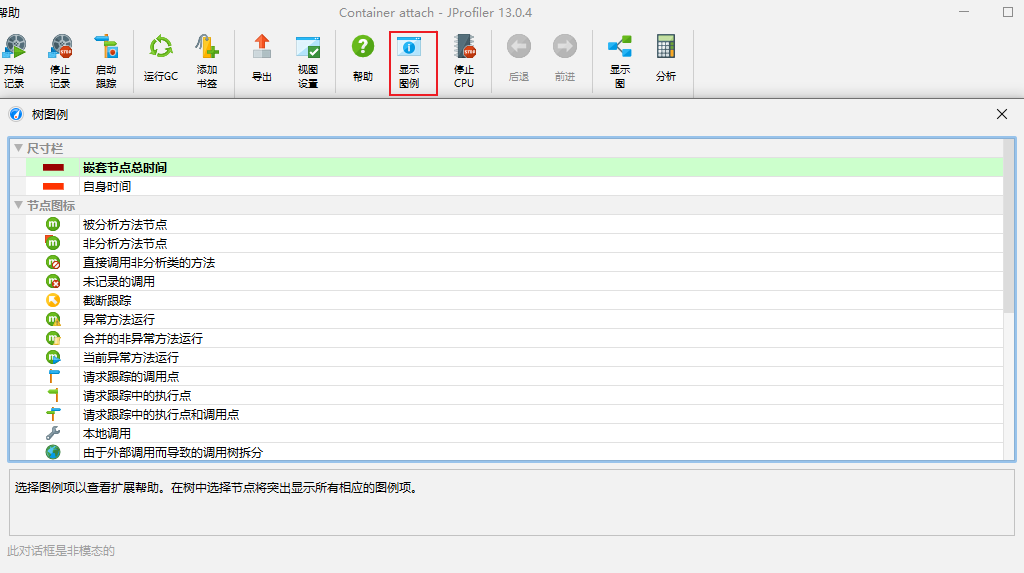 帮助
Container attach - JProfiler 13.0.4
开始
记录
停止
记录
启动
跟踪
运行GC
添加
书签
导出
视图
设置
帮助
显示
图例
停止
CPU
后退
前进
显示
图
分析
树图例
尺寸栏
嵌套节点总时间
自身时间
节点图标
被分析方法节点
非分析方法节点
直接调用非分析类的方法
未记录的调用
截断跟踪
异常方法运行
合并的非异常方法运行
当前异常方法运行
请求跟踪的调用点
请求跟踪中的执行点
请求跟踪中的执行点和调用点
本地调用
由于外部调用而导致的调用树拆分
选择图例项以查看扩展帮助。在树中选择节点将突出显示所有相应的图例项。
此对话框是非模态的